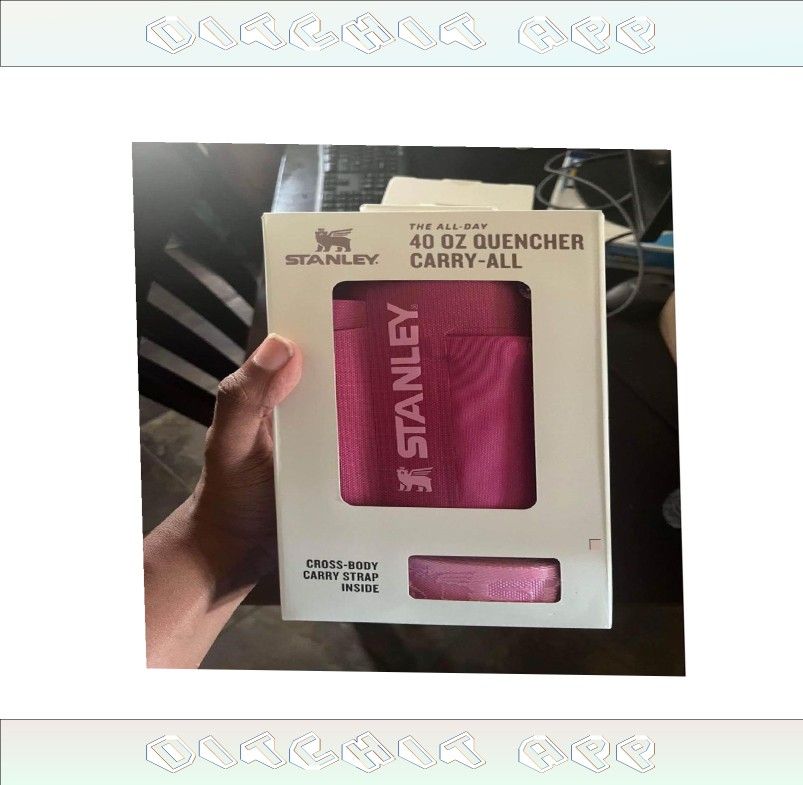 DITCHIT APP
STANLEY.
THE ALL-DAY
40 OZ QUENCHER
CARRY-ALL
STANLEY
CROSS-BODY
CARRY STRAP
INSIDE
DITCHIT APP